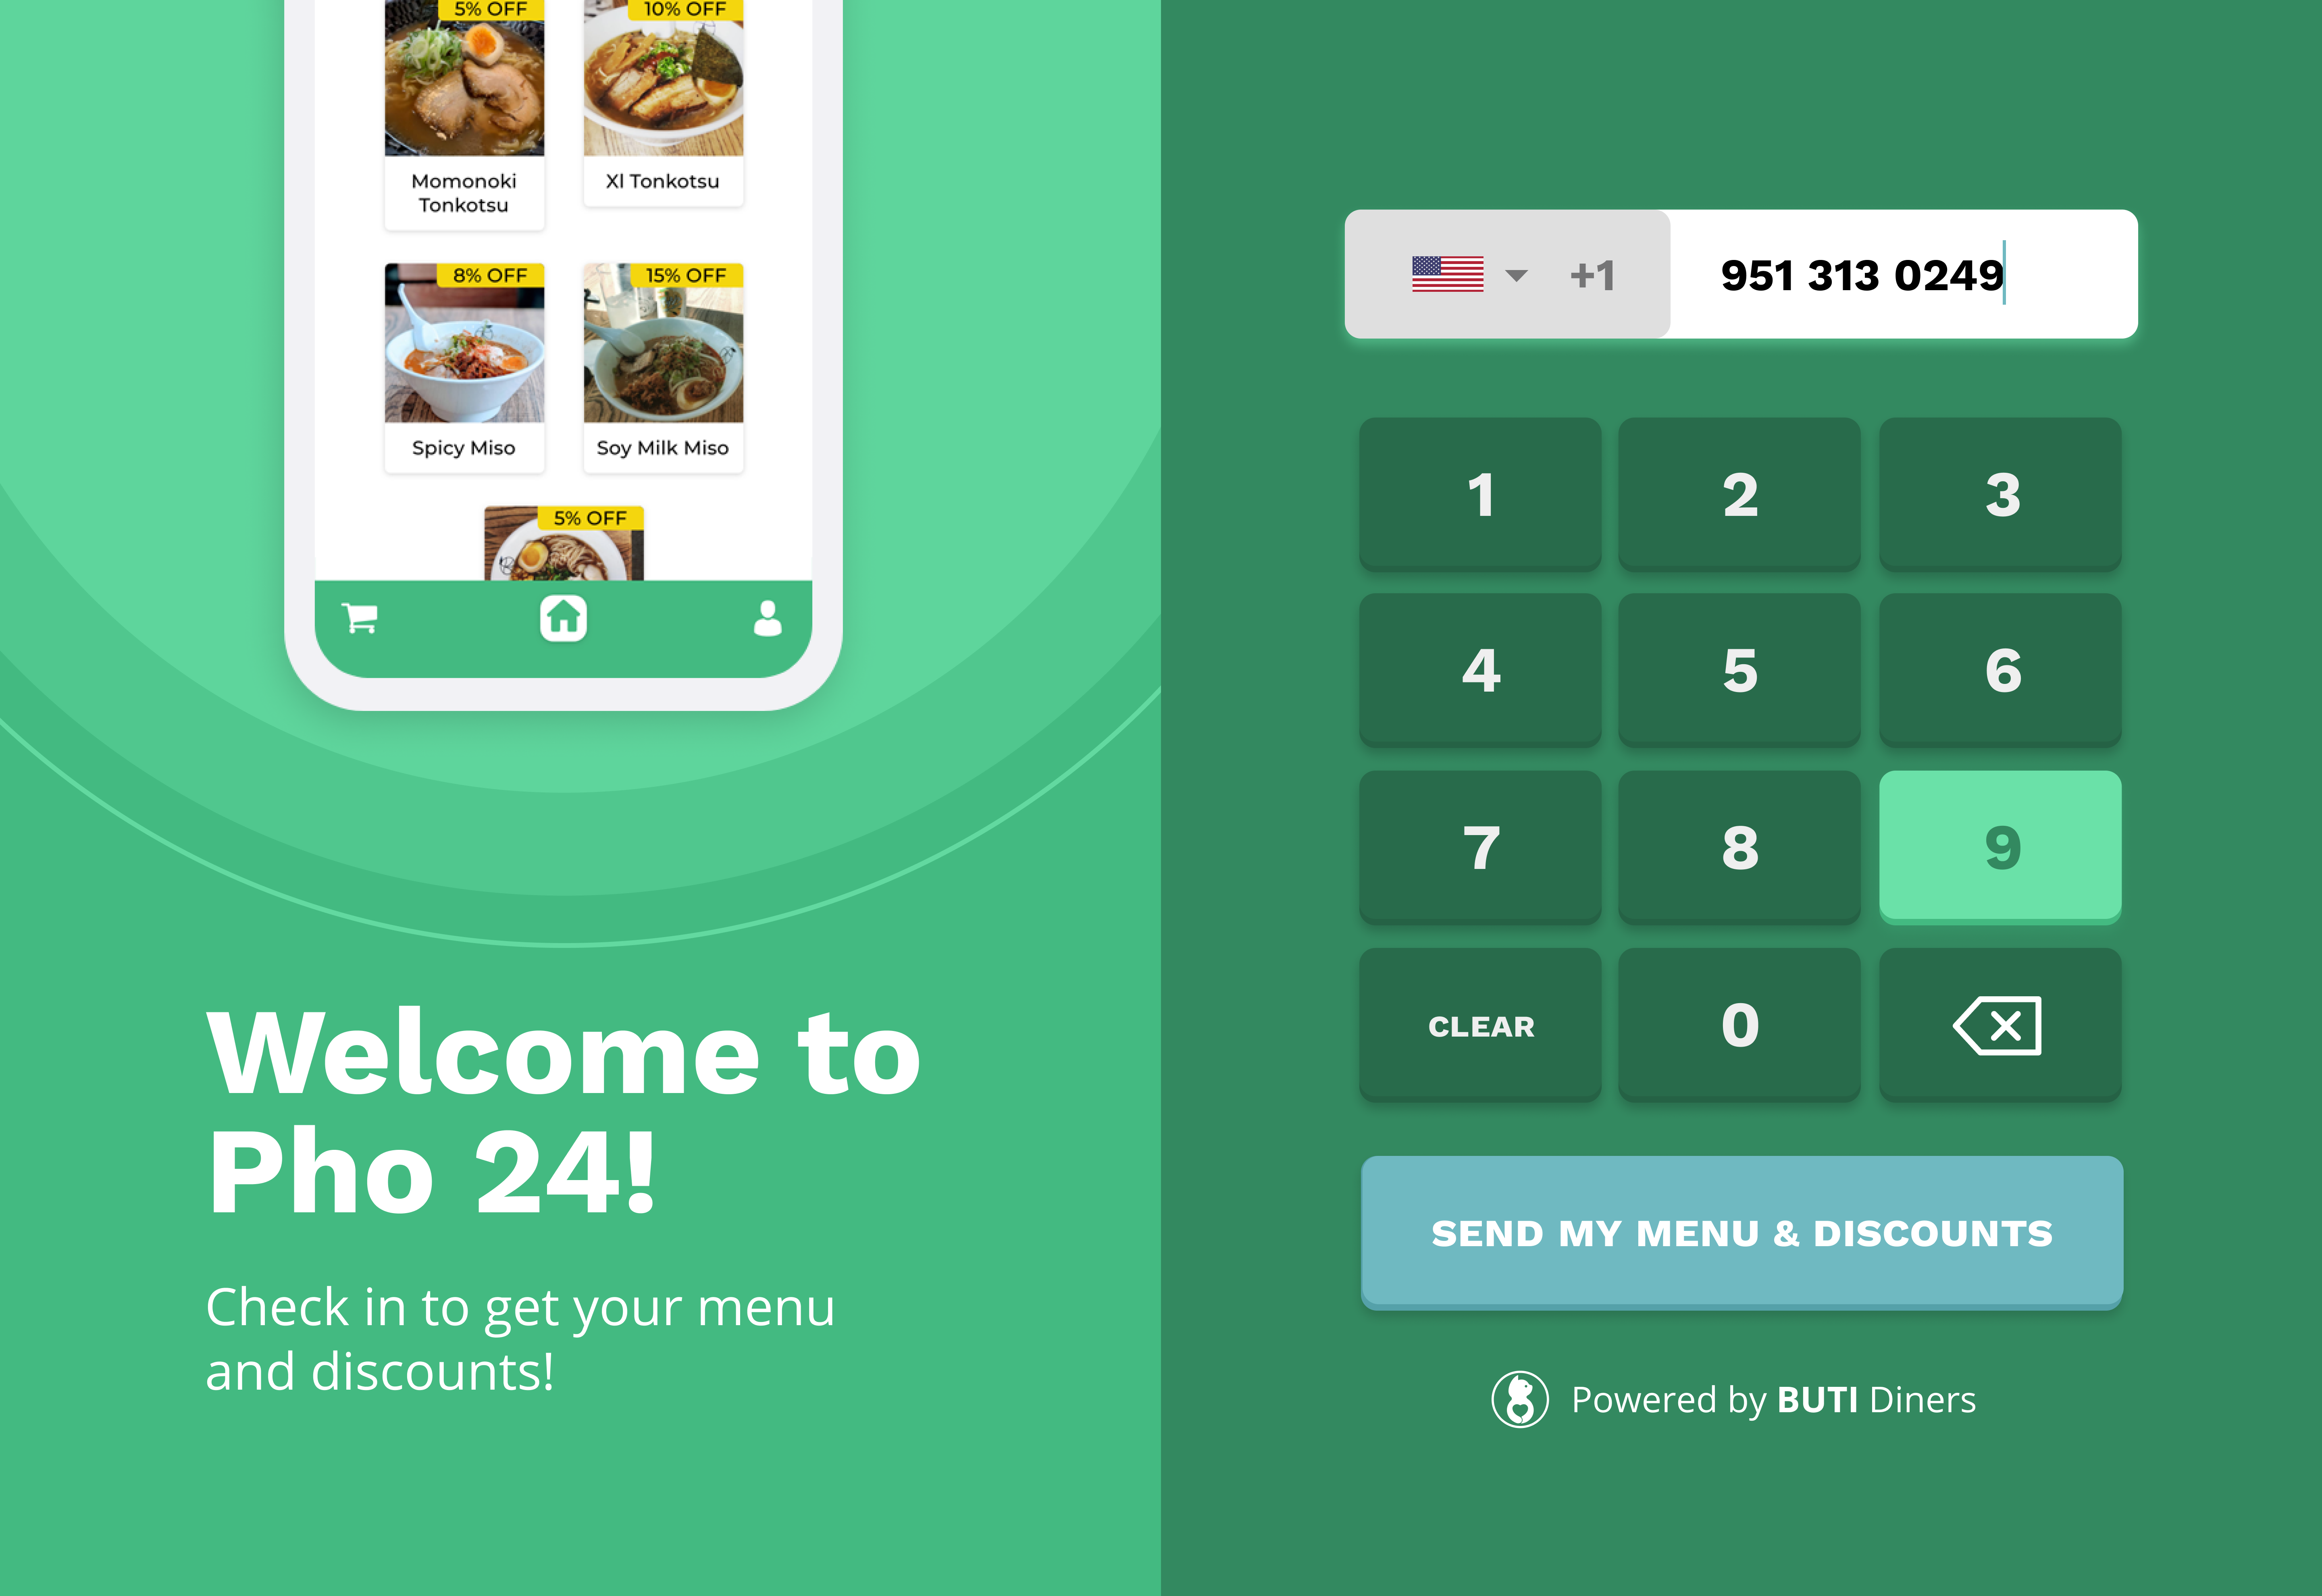 5% OFF
10% OFF
Momonoki
Tonkotsu
Xl Tonkotsu
8% OFF
15% OFF
Spicy Miso
Soy Milk Miso
5% OFF
Welcome to
Pho 24!
Check in to get your menu
and discounts!
+1 951 313 0249
1 2 3
4 5 6
7 8 9
CLEAR 0
SEND MY MENU & DISCOUNTS
Powered by BUTI Diners